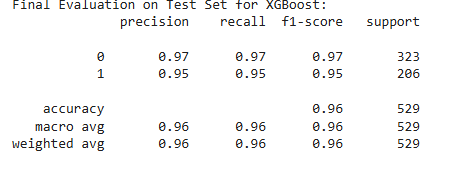 Final Evaluation on Test Set for XGBoost:
precision recall f1-score support
0 0.97 0.97 0.97 323
1 0.95 0.95 0.95 206
accuracy 0.96 529
macro avg 0.96 0.96 0.96 529
weighted avg 0.96 0.96 0.96 529